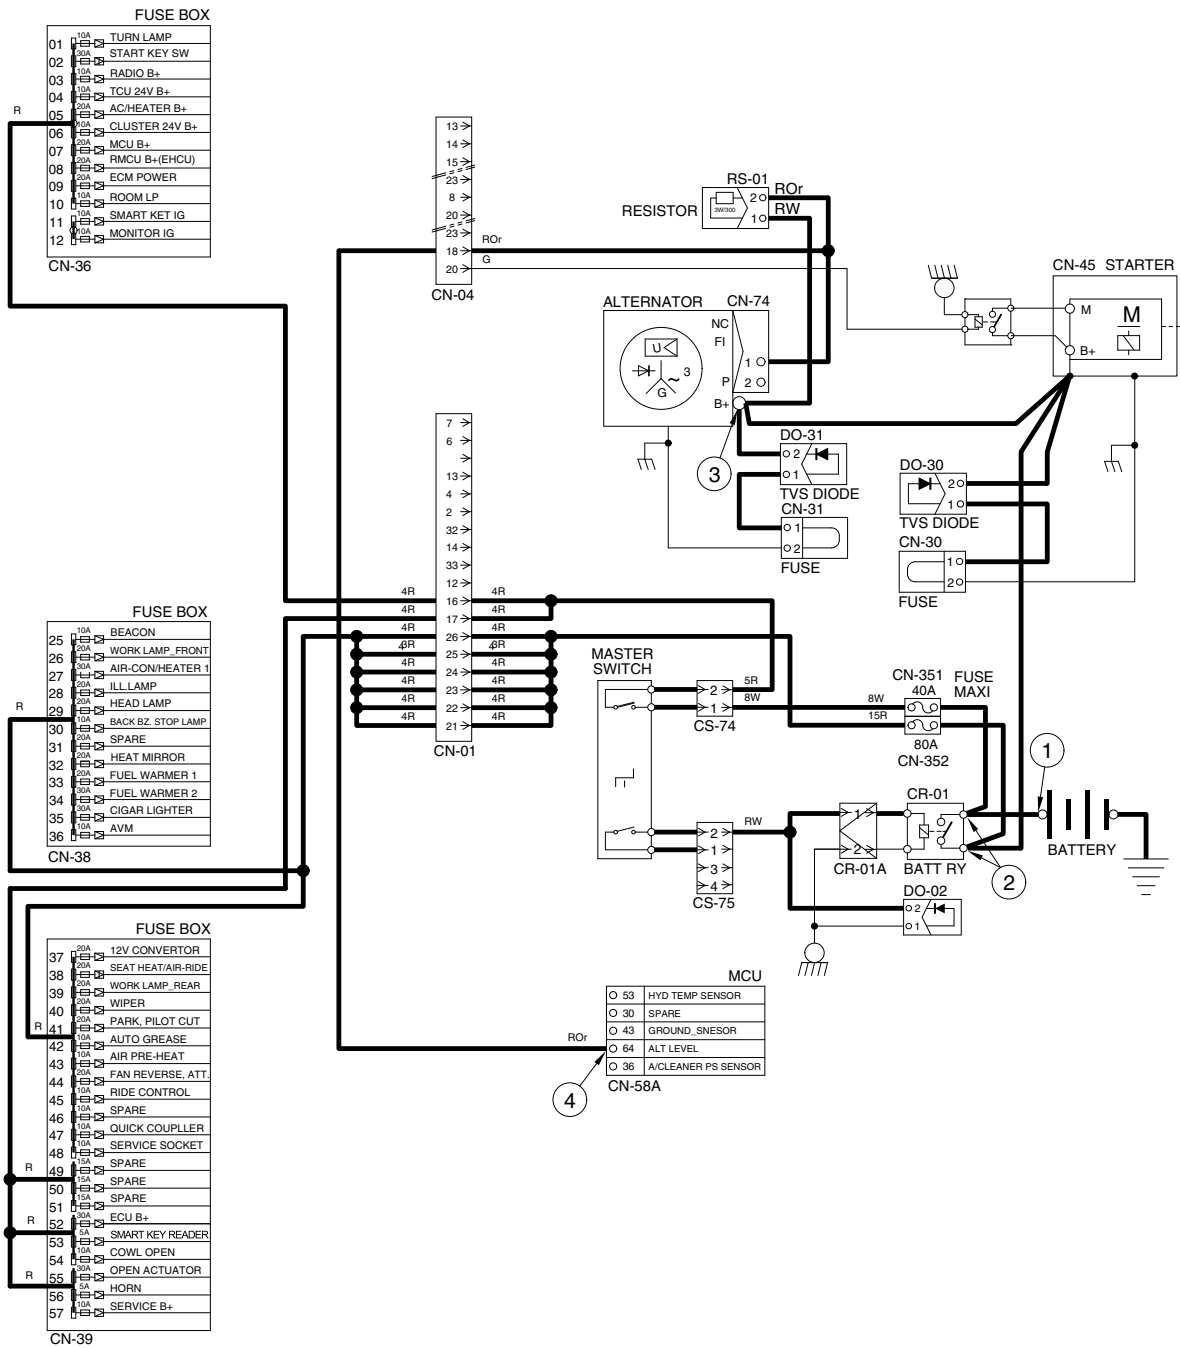 FUSE BOX
01 10A TURN LAMP
02 30A START KEY SW
03 10A RADIO B+
04 10A TCU 24V B+
05 20A AC/HEATER B+
06 10A CLUSTER 24V B+
07 20A MCU B+
08 20A RMCU B+(EHCU)
09 20A ECM POWER
10 10A ROOM LP
11 10A SMART KET IG
12 10A MONITOR IG
CN-36
R
FUSE BOX
25 10A BEACON
26 20A WORK LAMP_FRONT
27 30A AIR-CON/HEATER 1
28 20A ILL.LAMP
29 20A HEAD LAMP
30 10A BACK BZ. STOP LAMP
31 20A SPARE
32 20A HEAT MIRROR
33 20A FUEL WARMER 1
34 30A FUEL WARMER 2
35 30A CIGAR LIGHTER
36 10A AVM
CN-38
R
FUSE BOX
37 20A 12V CONVERTOR
38 20A SEAT HEAT/AIR-RIDE
39 20A WORK LAMP_REAR
40 20A WIPER
41 20A PARK, PILOT CUT
42 10A AUTO GREASE
43 10A AIR PRE-HEAT
44 20A FAN REVERSE, ATT.
45 10A RIDE CONTROL
46 10A SPARE
47 10A QUICK COUPLLER
48 10A SERVICE SOCKET
49 15A SPARE
50 15A SPARE
51 15A SPARE
52 30A ECU B+
53 5A SMART KEY READER
54 10A COWL OPEN
55 30A OPEN ACTUATOR
56 5A HORN
57 10A SERVICE B+
CN-39
R
R
R
R
13
14
15
23
8
20
23
18 ROr
20 G
CN-04
7
6
13
4
2
32
14
33
12
4R 16 4R
4R 17 4R
4R 26 4R
25
4R 24 4R
4R 23 4R
4R 22 4R
4R 21 4R
CN-01
RS-01
RESISTOR
3W/300
2 ROr
1 RW
ALTERNATOR CN-74
NC
FI
1
P 2
B+
U
3
G
3
DO-31
2
1
TVS DIODE
CN-31
1
2
FUSE
CN-45 STARTER
M
M
B+
DO-30
2
1
TVS DIODE
CN-30
1
2
FUSE
MASTER
SWITCH
2 5R
1 8W
CS-74
8W
15R
CN-351
40A
FUSE
MAXI
80A
CN-352
2 RW
1
3
4
CS-75
1
2
CR-01A
CR-01
BATT RY
DO-02
2
1
1
BATTERY
2
MCU
53 HYD TEMP SENSOR
30 SPARE
43 GROUND_SNESOR
64 ALT LEVEL
36 A/CLEANER PS SENSOR
CN-58A
ROr
4